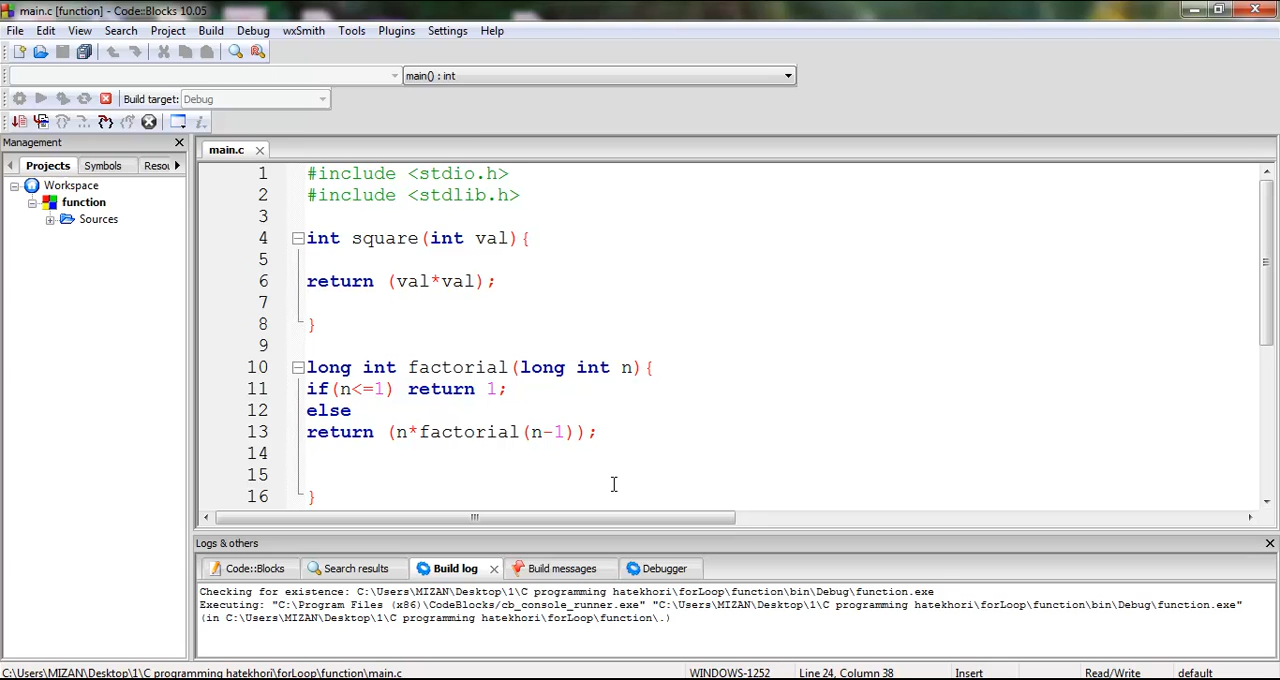 main.c [function] - Code::Blocks 10.05
File Edit View Search Project Build Debug wxSmith Tools Plugins Settings Help
main() : int
Build target: Debug
Management
Projects Symbols Resou
main.c
Workspace
function
Sources
1 #include <stdio.h>
2 #include <stdlib.h>
3
4 int square(int val){
5
6 return (val*val);
7
8 }
9
10 long int factorial(long int n){
11 if(n<=1) return 1;
12 else
13 return (n*factorial(n-1));
14
15
16 }
Logs & others
Code::Blocks Search results Build log Build messages Debugger
Checking for existence: C:\Users\MIZAN\Desktop\1\C programming hatekhori\forLoop\function\bin\Debug\function.exe
Executing: "C:\Program Files (x86)\CodeBlocks/cb_console_runner.exe" "C:\Users\MIZAN\Desktop\1\C programming hatekhori\forLoop\function\bin\Debug\function.exe"
(in C:\Users\MIZAN\Desktop\1\C programming hatekhori\forLoop\function\.)
C:\Users\MIZAN\Desktop\1\C programming hatekhori\forLoop\function\main.c WINDOWS-1252 Line 24, Column 38 Insert Read/Write default